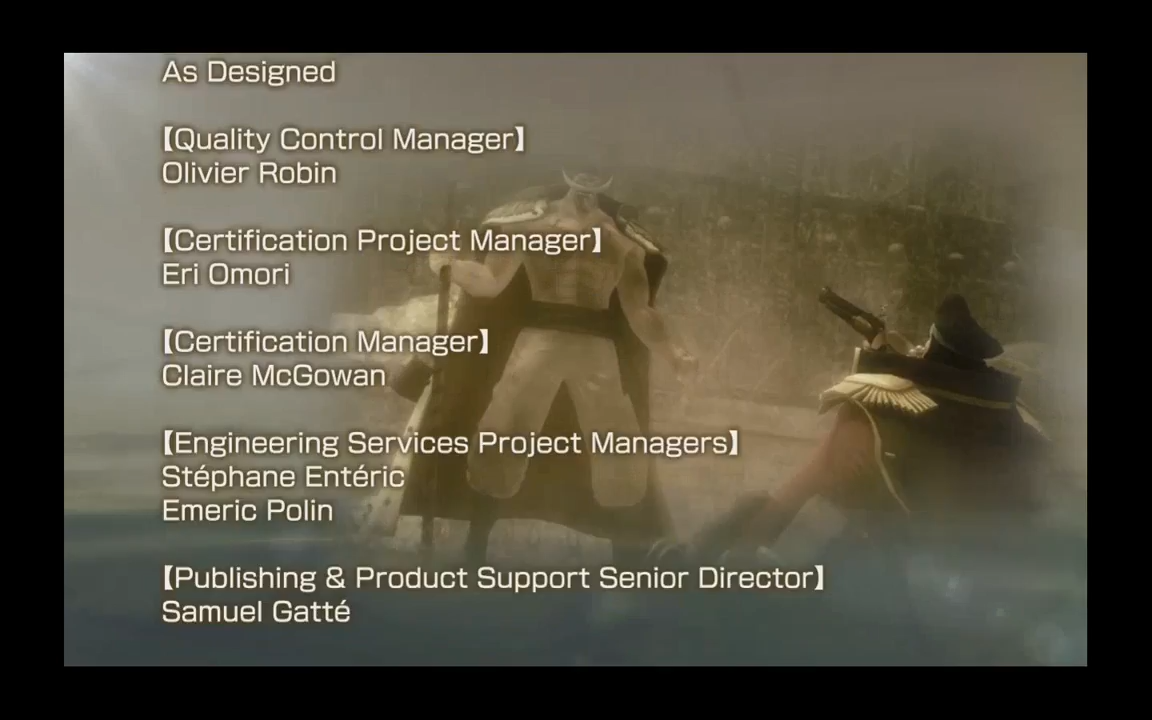 As Designed
【Quality Control Manager】
Olivier Robin
【Certification Project Manager】
Eri Omori
【Certification Manager】
Claire McGowan
【Engineering Services Project Managers】
Stéphane Entéric
Emeric Polin
【Publishing & Product Support Senior Director】
Samuel Gatté